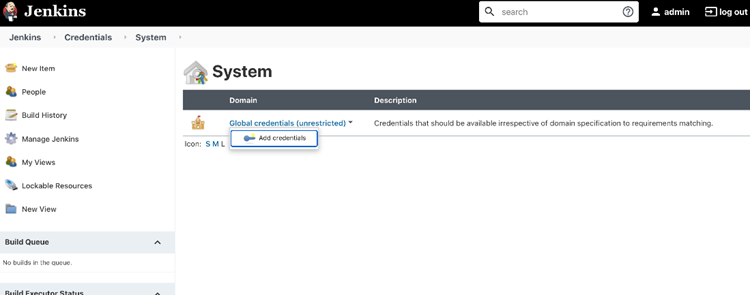 Jenkins
search
admin
log out
Jenkins
Credentials
System
New Item
People
Build History
Manage Jenkins
My Views
Lockable Resources
New View
Build Queue
No builds in the queue.
Build Executor Status
System
Domain Description
Global credentials (unrestricted) Credentials that should be available irrespective of domain specification to requirements matching.
Add credentials
Icon: S M L